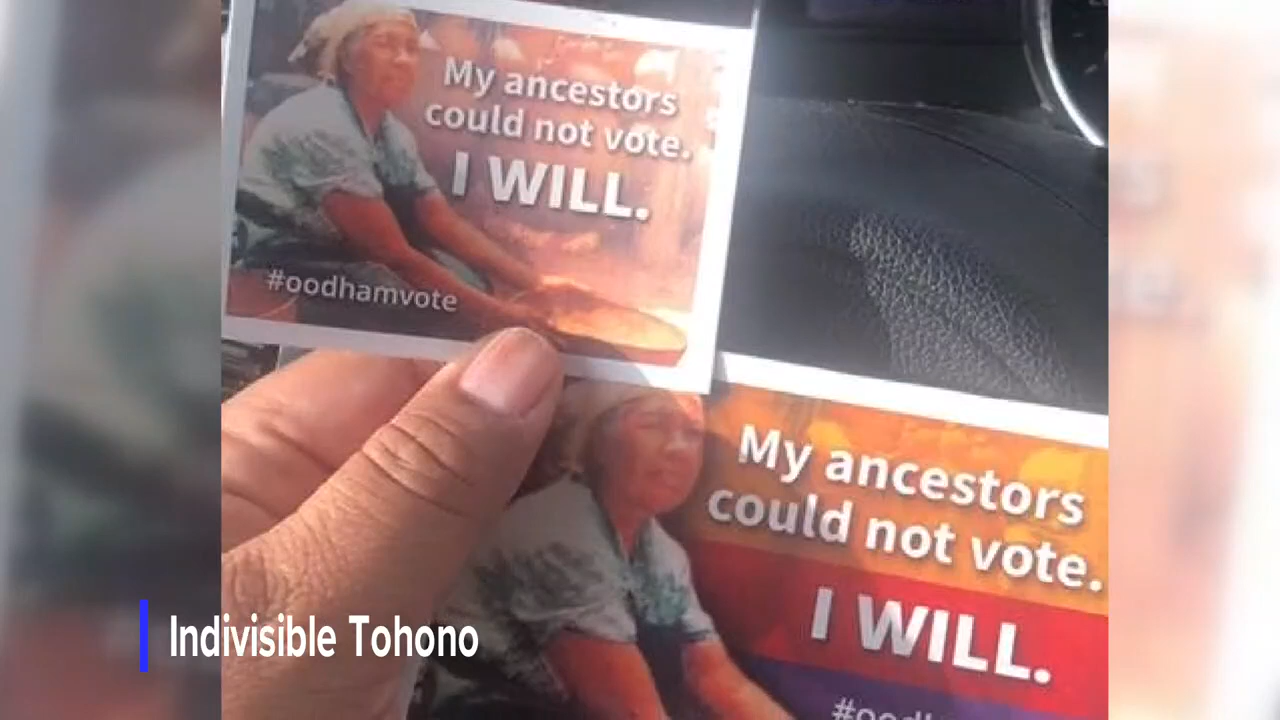 My ancestors
could not vote.
I WILL.
#oodhamvote
My ancestors
could not vote.
I WILL.
Indivisible Tohono